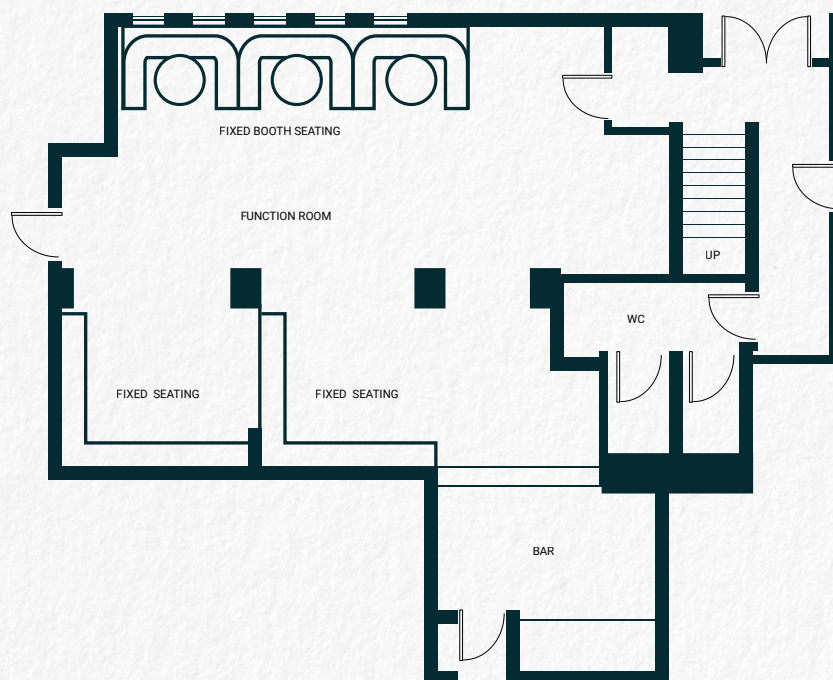 FIXED BOOTH SEATING
FUNCTION ROOM
UP
WC
FIXED SEATING
FIXED SEATING
BAR